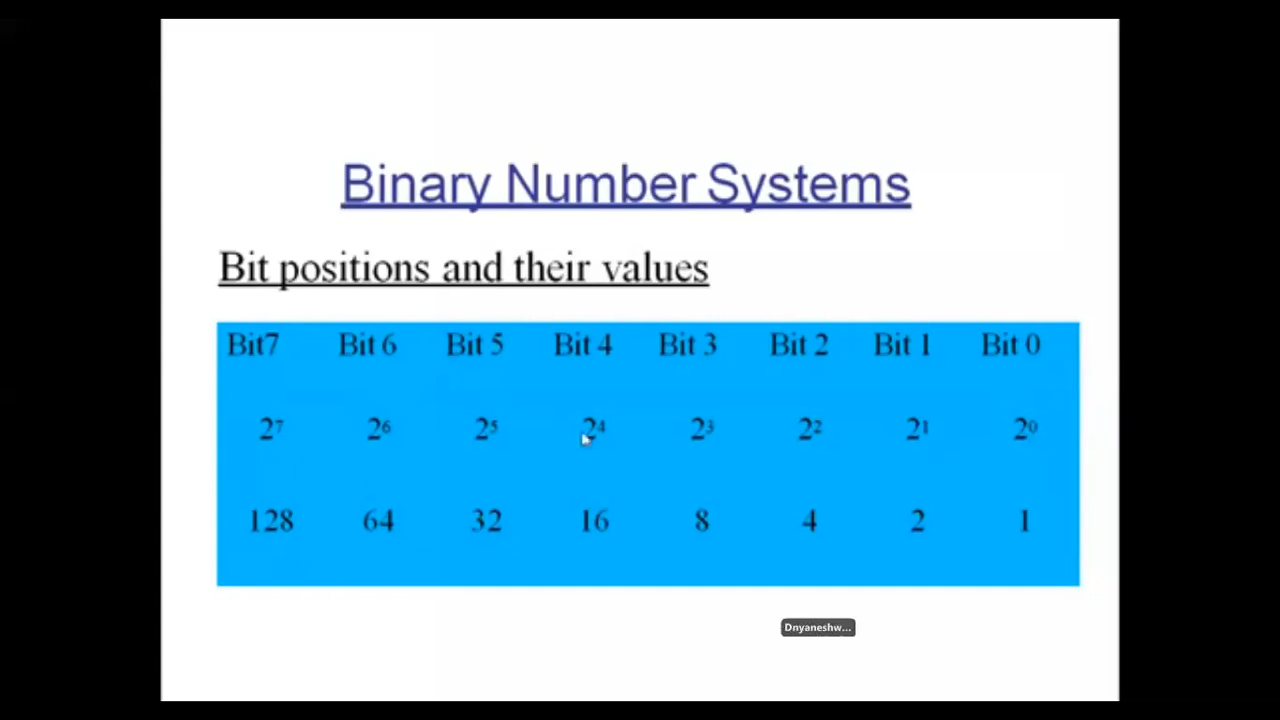 Binary Number Systems
Bit positions and their values
Bit7 Bit 6 Bit 5 Bit 4 Bit 3 Bit 2 Bit 1 Bit 0
2⁷ 2⁶ 2⁵ 2⁴ 2³ 2² 2¹ 2⁰
128 64 32 16 8 4 2 1
Dnyaneshw...